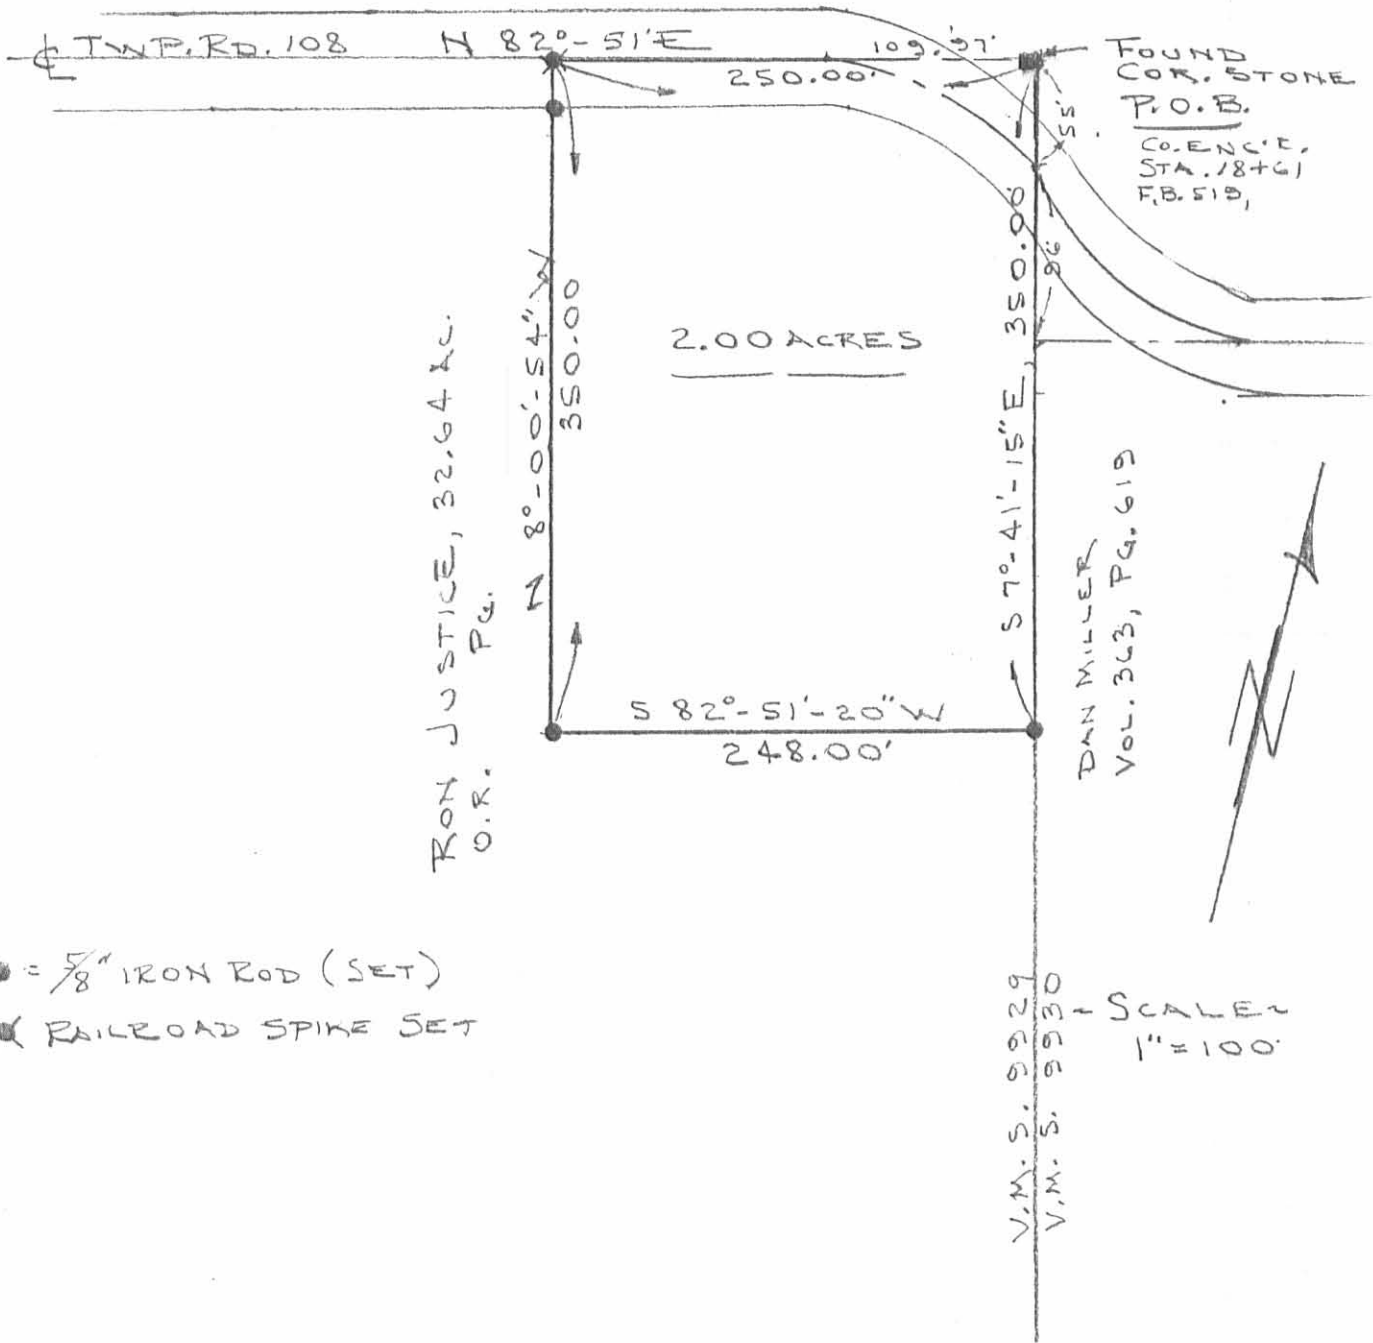 ℄ TWP. RD. 108
N 82°-51'E
109.97'
250.00'
FOUND
COR. STONE
P.O.B.
CO. ENG'R.
STA. 18+61
F.B. 519,
55'
96'
S 7°-41'-15"E, 350.00'
N 8°-00'-54"W
350.00
2.00 ACRES
RON JUSTICE, 32.64 AC.
O.R. PG.
DAN MILLER
VOL. 363, PG. 619
S 82°-51'-20"W
248.00'
N
= 5/8" IRON ROD (SET)
RAILROAD SPIKE SET
V.M.S. 9929
V.M.S. 9930
~ SCALE ~
1"=100'